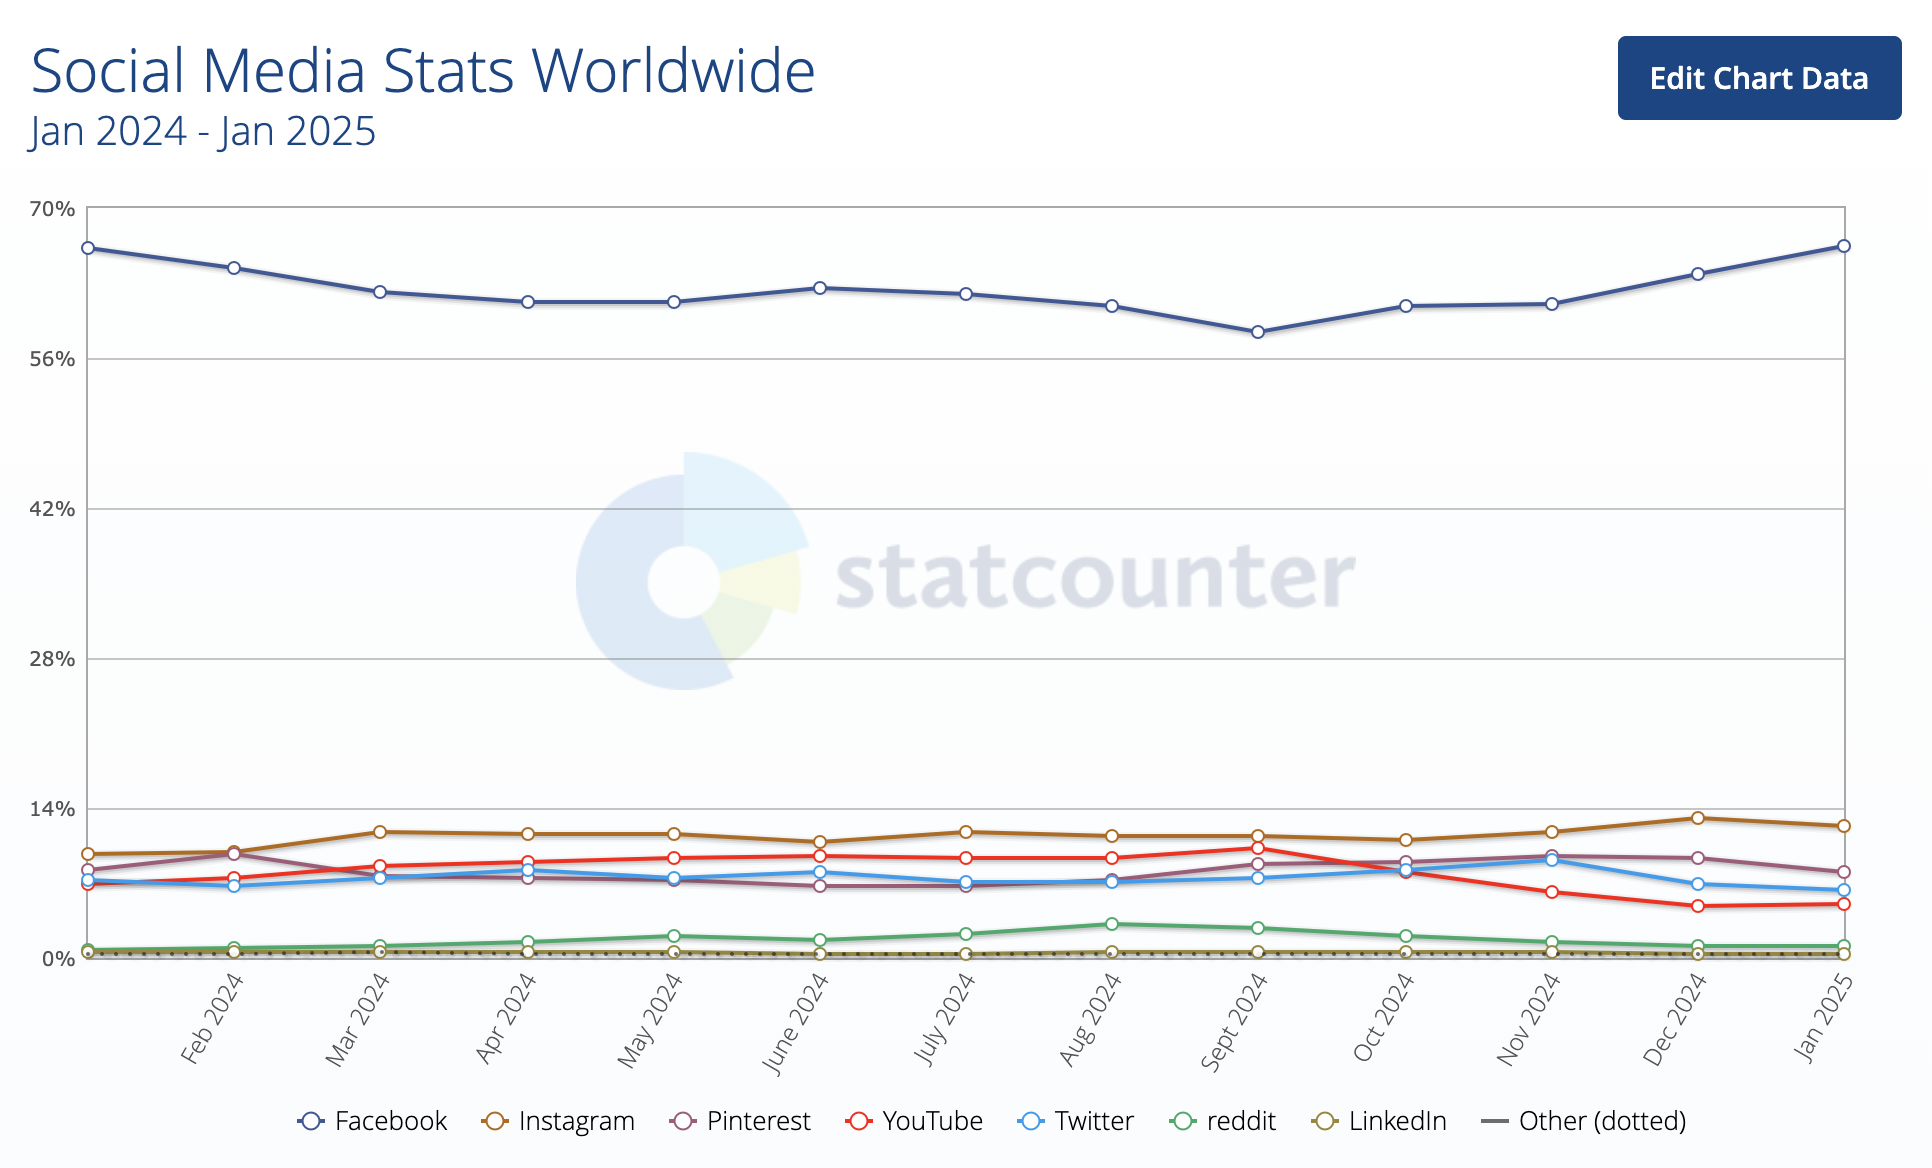 Social Media Stats Worldwide
Jan 2024 - Jan 2025
Edit Chart Data
70%
56%
42%
28%
14%
0%
statcounter
Feb 2024
Mar 2024
Apr 2024
May 2024
June 2024
July 2024
Aug 2024
Sept 2024
Oct 2024
Nov 2024
Dec 2024
Jan 2025
Facebook Instagram Pinterest YouTube Twitter reddit LinkedIn Other (dotted)